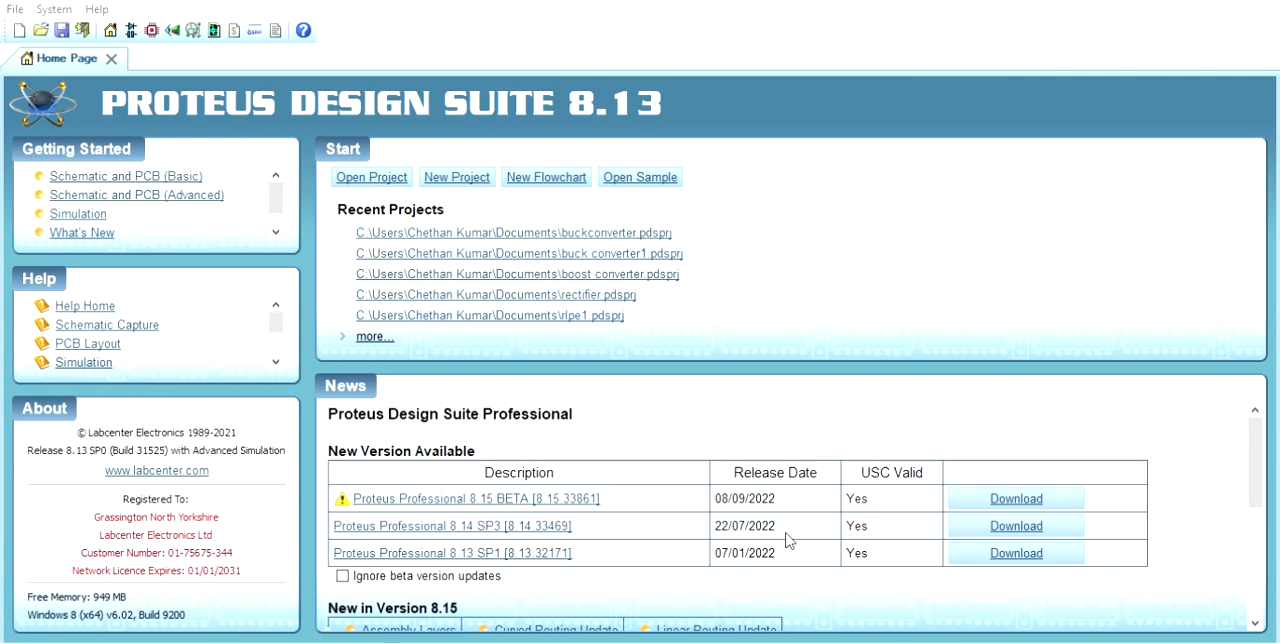 File System Help
Home Page
PROTEUS DESIGN SUITE 8.13
Getting Started
Schematic and PCB (Basic)
Schematic and PCB (Advanced)
Simulation
What's New
Help
Help Home
Schematic Capture
PCB Layout
Simulation
About
© Labcenter Electronics 1989-2021
Release 8.13 SP0 (Build 31525) with Advanced Simulation
www.labcenter.com
Registered To:
Grassington North Yorkshire
Labcenter Electronics Ltd
Customer Number: 01-75675-344
Network Licence Expires: 01/01/2031
Free Memory: 949 MB
Windows 8 (x64) v6.02, Build 9200
Start
Open Project New Project New Flowchart Open Sample
Recent Projects
C:\Users\Chethan Kumar\Documents\buckconverter.pdsprj
C:\Users\Chethan Kumar\Documents\buck converter1.pdsprj
C:\Users\Chethan Kumar\Documents\boost converter.pdsprj
C:\Users\Chethan Kumar\Documents\rectifier.pdsprj
C:\Users\Chethan Kumar\Documents\rlpe1.pdsprj
more...
News
Proteus Design Suite Professional
New Version Available
Description Release Date USC Valid
Proteus Professional 8.15 BETA [8.15.33861] 08/09/2022 Yes Download
Proteus Professional 8.14 SP3 [8.14.33469] 22/07/2022 Yes Download
Proteus Professional 8.13 SP1 [8.13.32171] 07/01/2022 Yes Download
Ignore beta version updates
New in Version 8.15
Assembly Layers Curved Routing Update Linear Routing Update